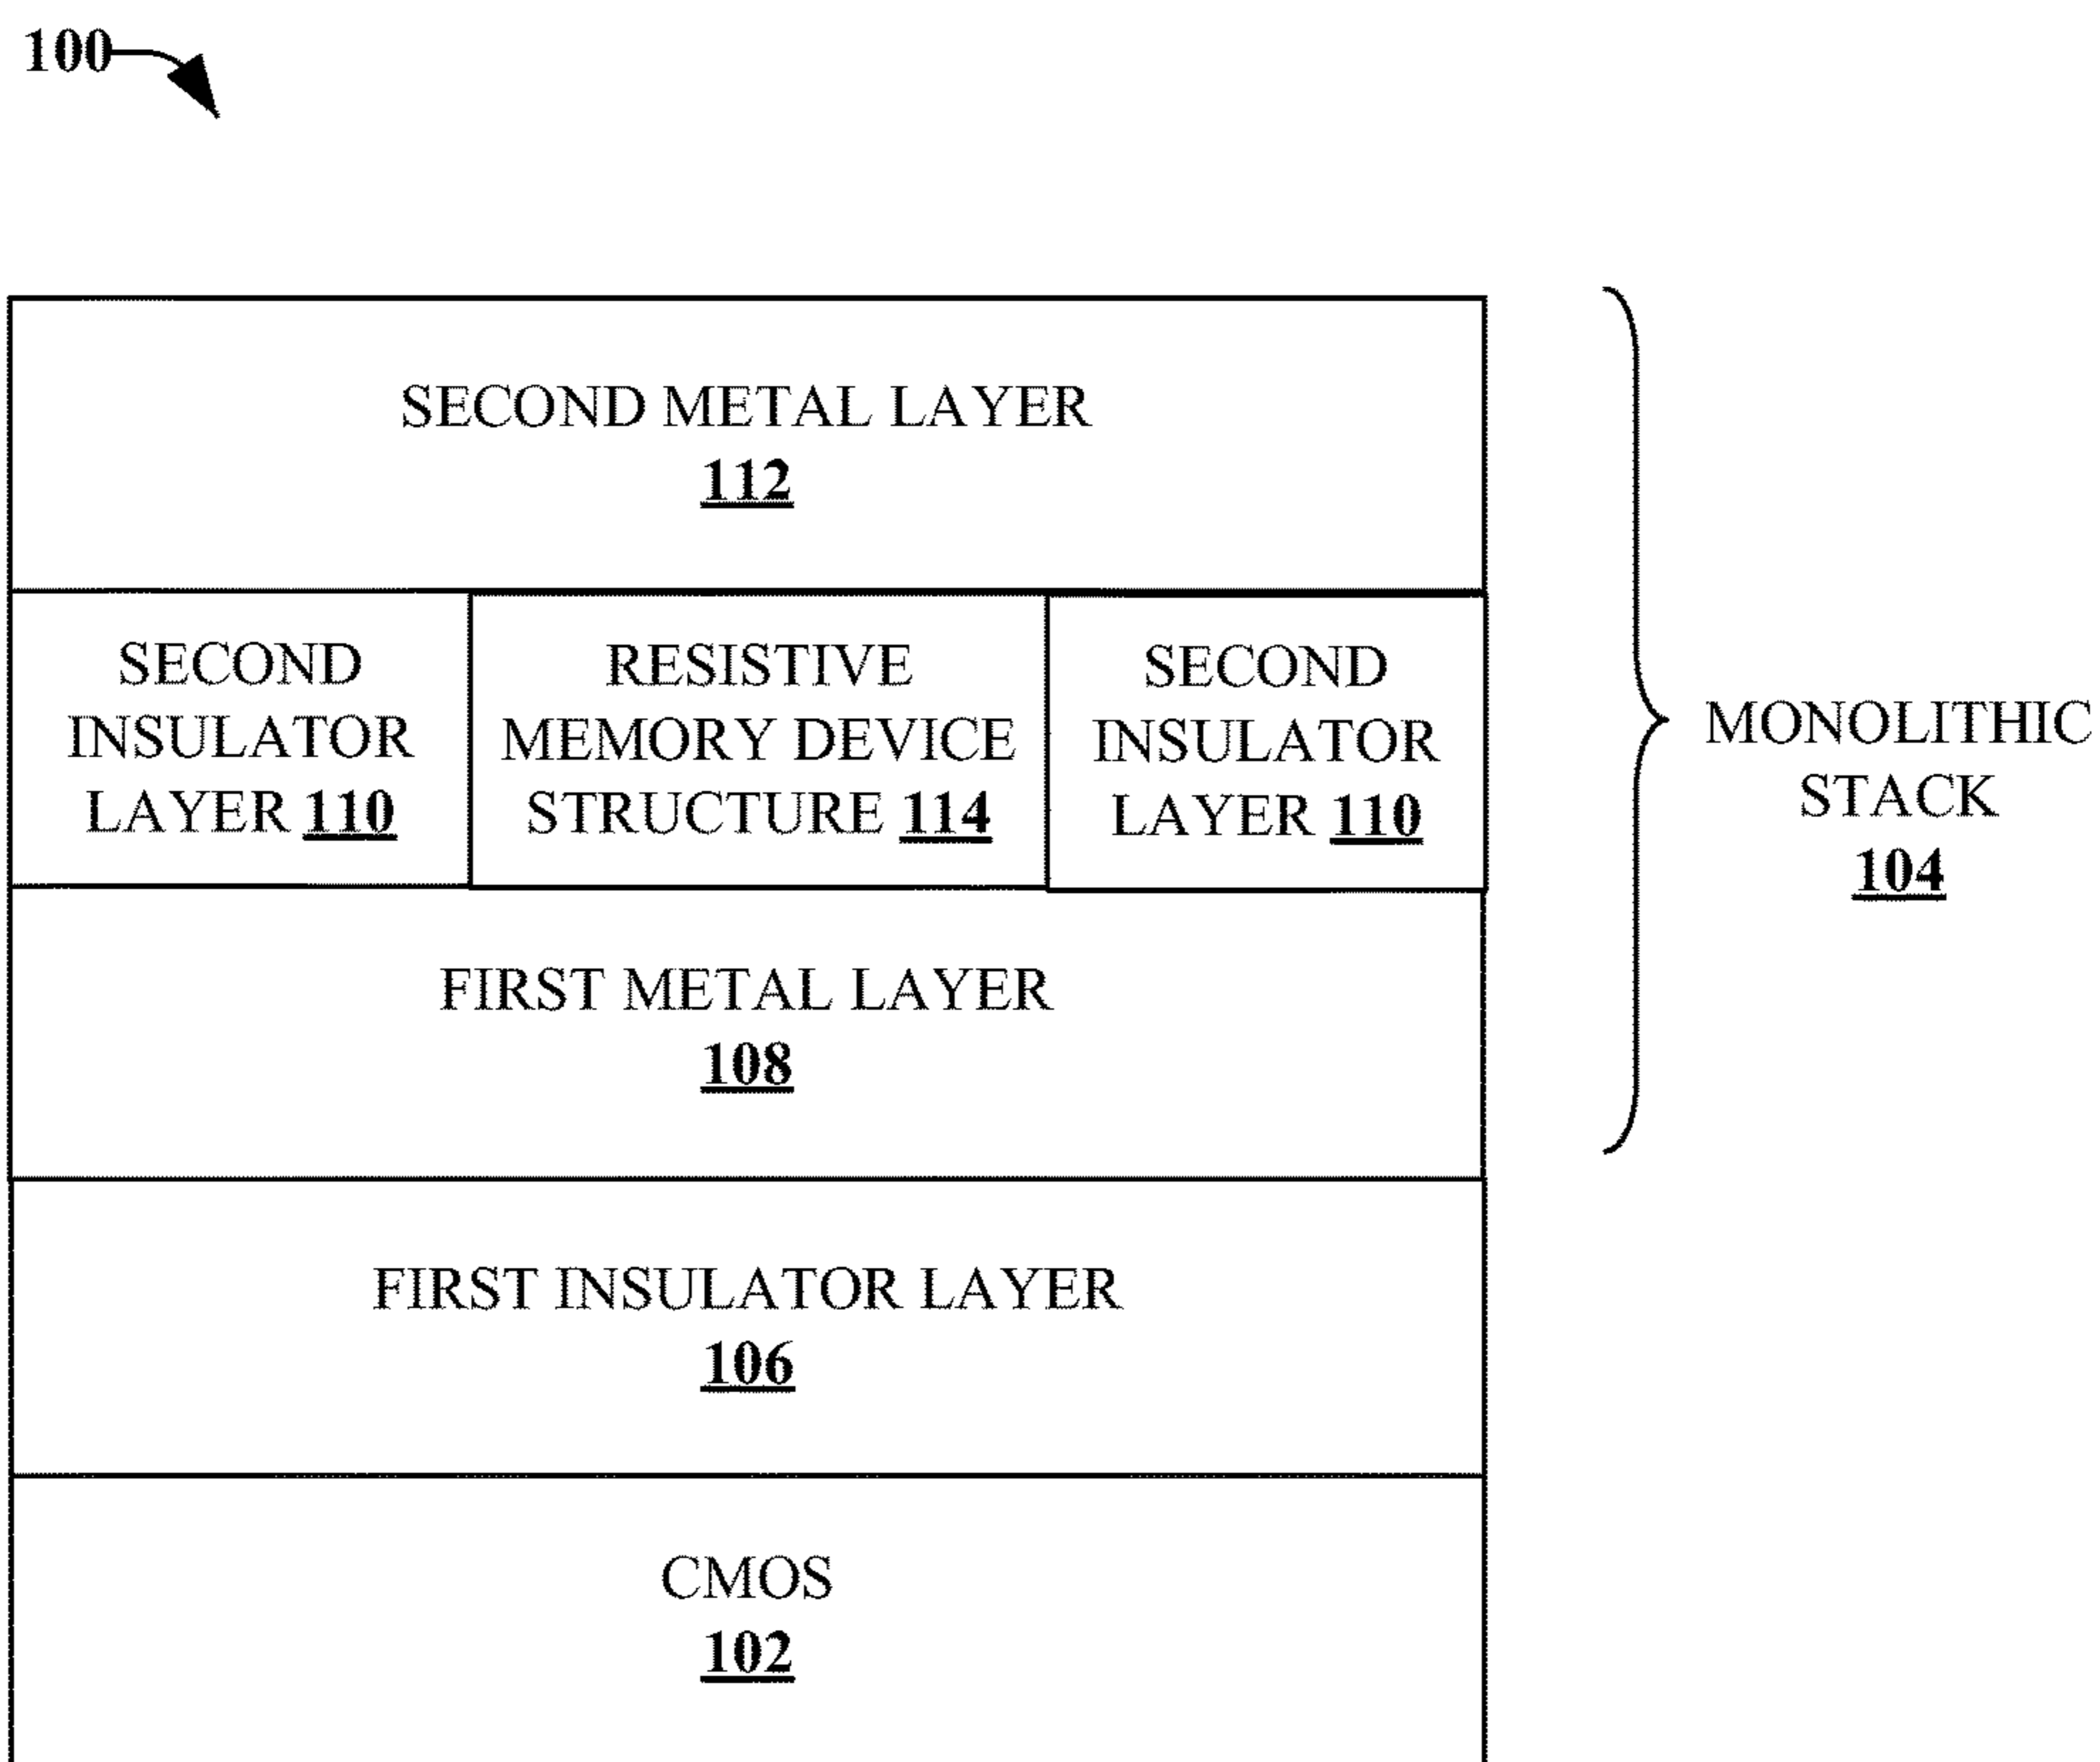 100
SECOND METAL LAYER
112
SECOND
INSULATOR
LAYER 110
RESISTIVE
MEMORY DEVICE
STRUCTURE 114
SECOND
INSULATOR
LAYER 110
MONOLITHIC
STACK
104
FIRST METAL LAYER
108
FIRST INSULATOR LAYER
106
CMOS
102